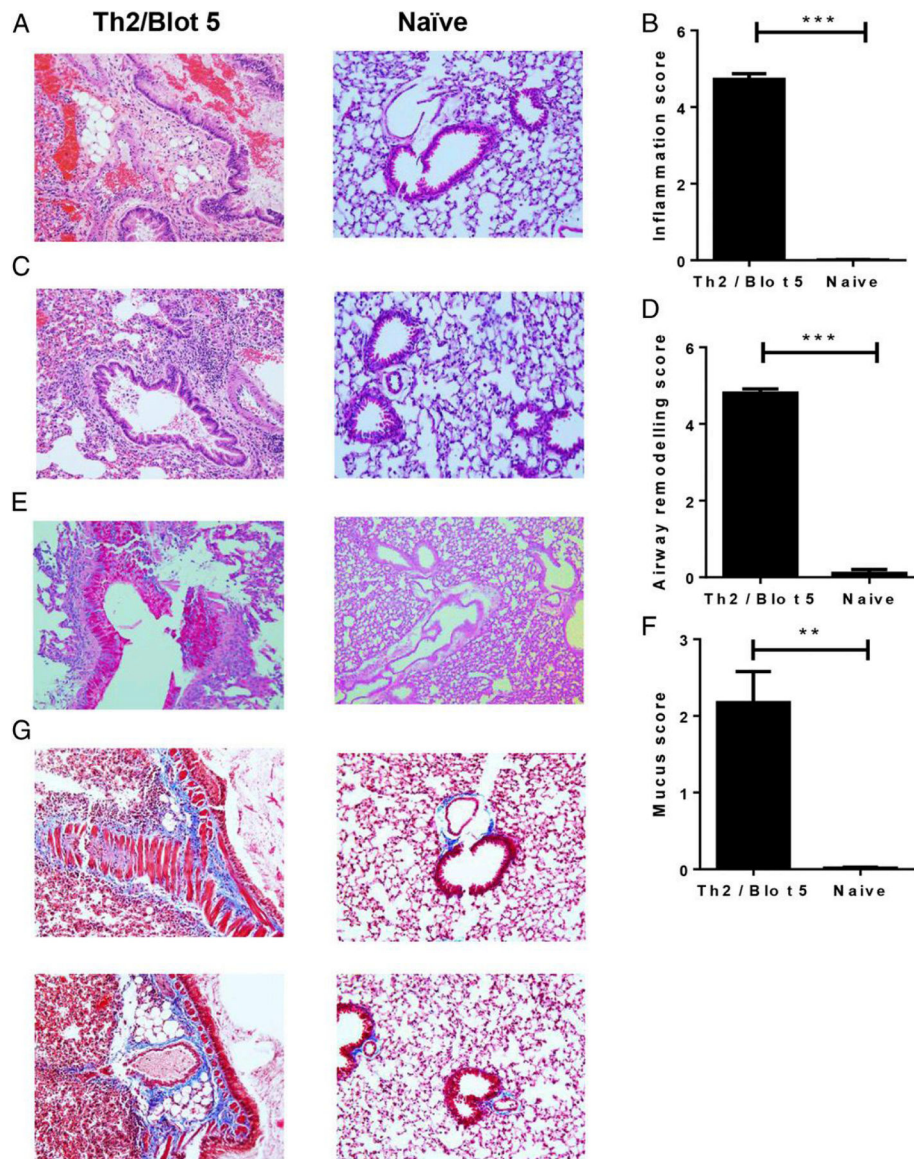 A Th2/Blot 5 Naïve
B
***
Inflammation score
6
4
2
0
Th2 / Blot 5 Naive
C
D
***
Airway remodelling score
6
4
2
0
Th2 / Blot 5 Naive
E
F
**
Mucus score
3
2
1
0
Th2 / Blot 5 Naive
G